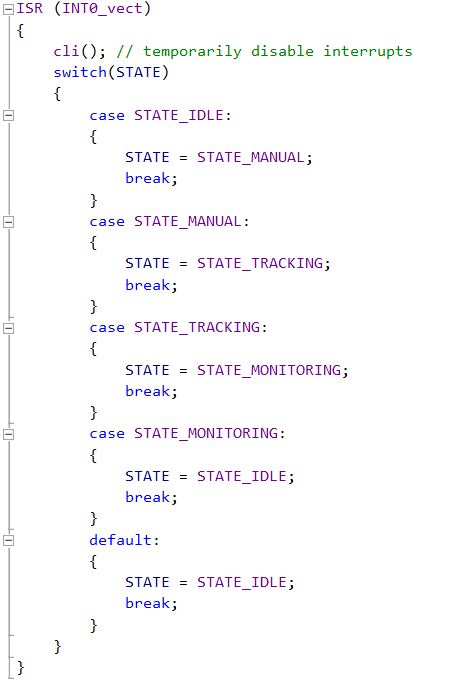 ISR (INT0_vect)
{
    cli(); // temporarily disable interrupts
    switch(STATE)
    {
        case STATE_IDLE:
        {
            STATE = STATE_MANUAL;
            break;
        }
        case STATE_MANUAL:
        {
            STATE = STATE_TRACKING;
            break;
        }
        case STATE_TRACKING:
        {
            STATE = STATE_MONITORING;
            break;
        }
        case STATE_MONITORING:
        {
            STATE = STATE_IDLE;
            break;
        }
        default:
        {
            STATE = STATE_IDLE;
            break;
        }
    }
}